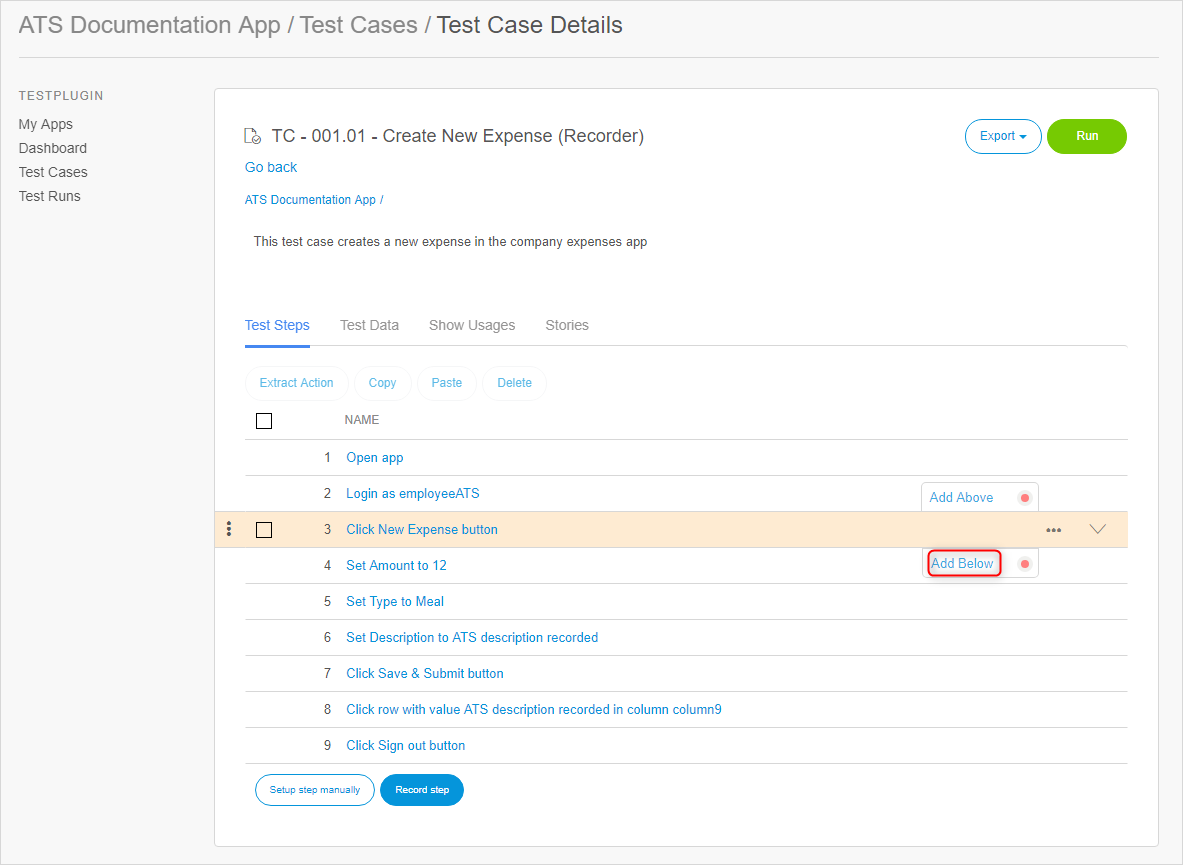 ATS Documentation App / Test Cases / Test Case Details
TESTPLUGIN
My Apps
Dashboard
Test Cases
Test Runs
TC - 001.01 - Create New Expense (Recorder)
Export
Run
Go back
ATS Documentation App /
This test case creates a new expense in the company expenses app
Test Steps Test Data Show Usages Stories
Extract Action Copy Paste Delete
NAME
1 Open app
2 Login as employeeATS
Add Above
3 Click New Expense button
4 Set Amount to 12
Add Below
5 Set Type to Meal
6 Set Description to ATS description recorded
7 Click Save & Submit button
8 Click row with value ATS description recorded in column column9
9 Click Sign out button
Setup step manually Record step